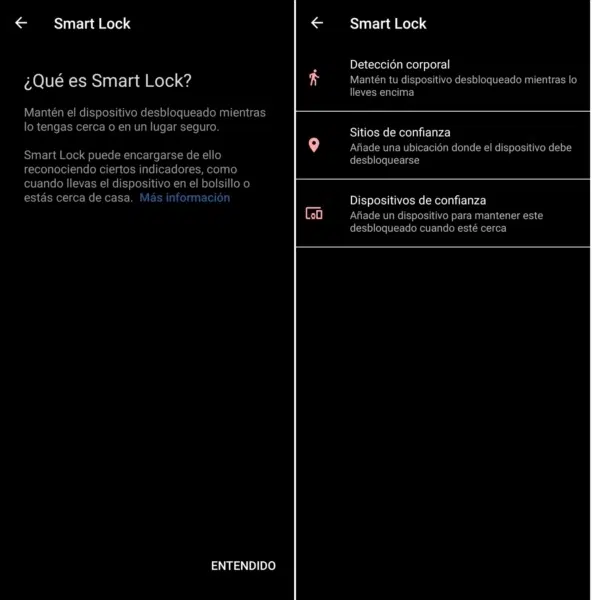 Smart Lock
¿Qué es Smart Lock?
Mantén el dispositivo desbloqueado mientras
lo tengas cerca o en un lugar seguro.
Smart Lock puede encargarse de ello
reconociendo ciertos indicadores, como
cuando llevas el dispositivo en el bolsillo o
estás cerca de casa. Más información
ENTENDIDO
Smart Lock
Detección corporal
Mantén tu dispositivo desbloqueado mientras lo
lleves encima
Sitios de confianza
Añade una ubicación donde el dispositivo debe
desbloquearse
Dispositivos de confianza
Añade un dispositivo para mantener este
desbloqueado cuando esté cerca